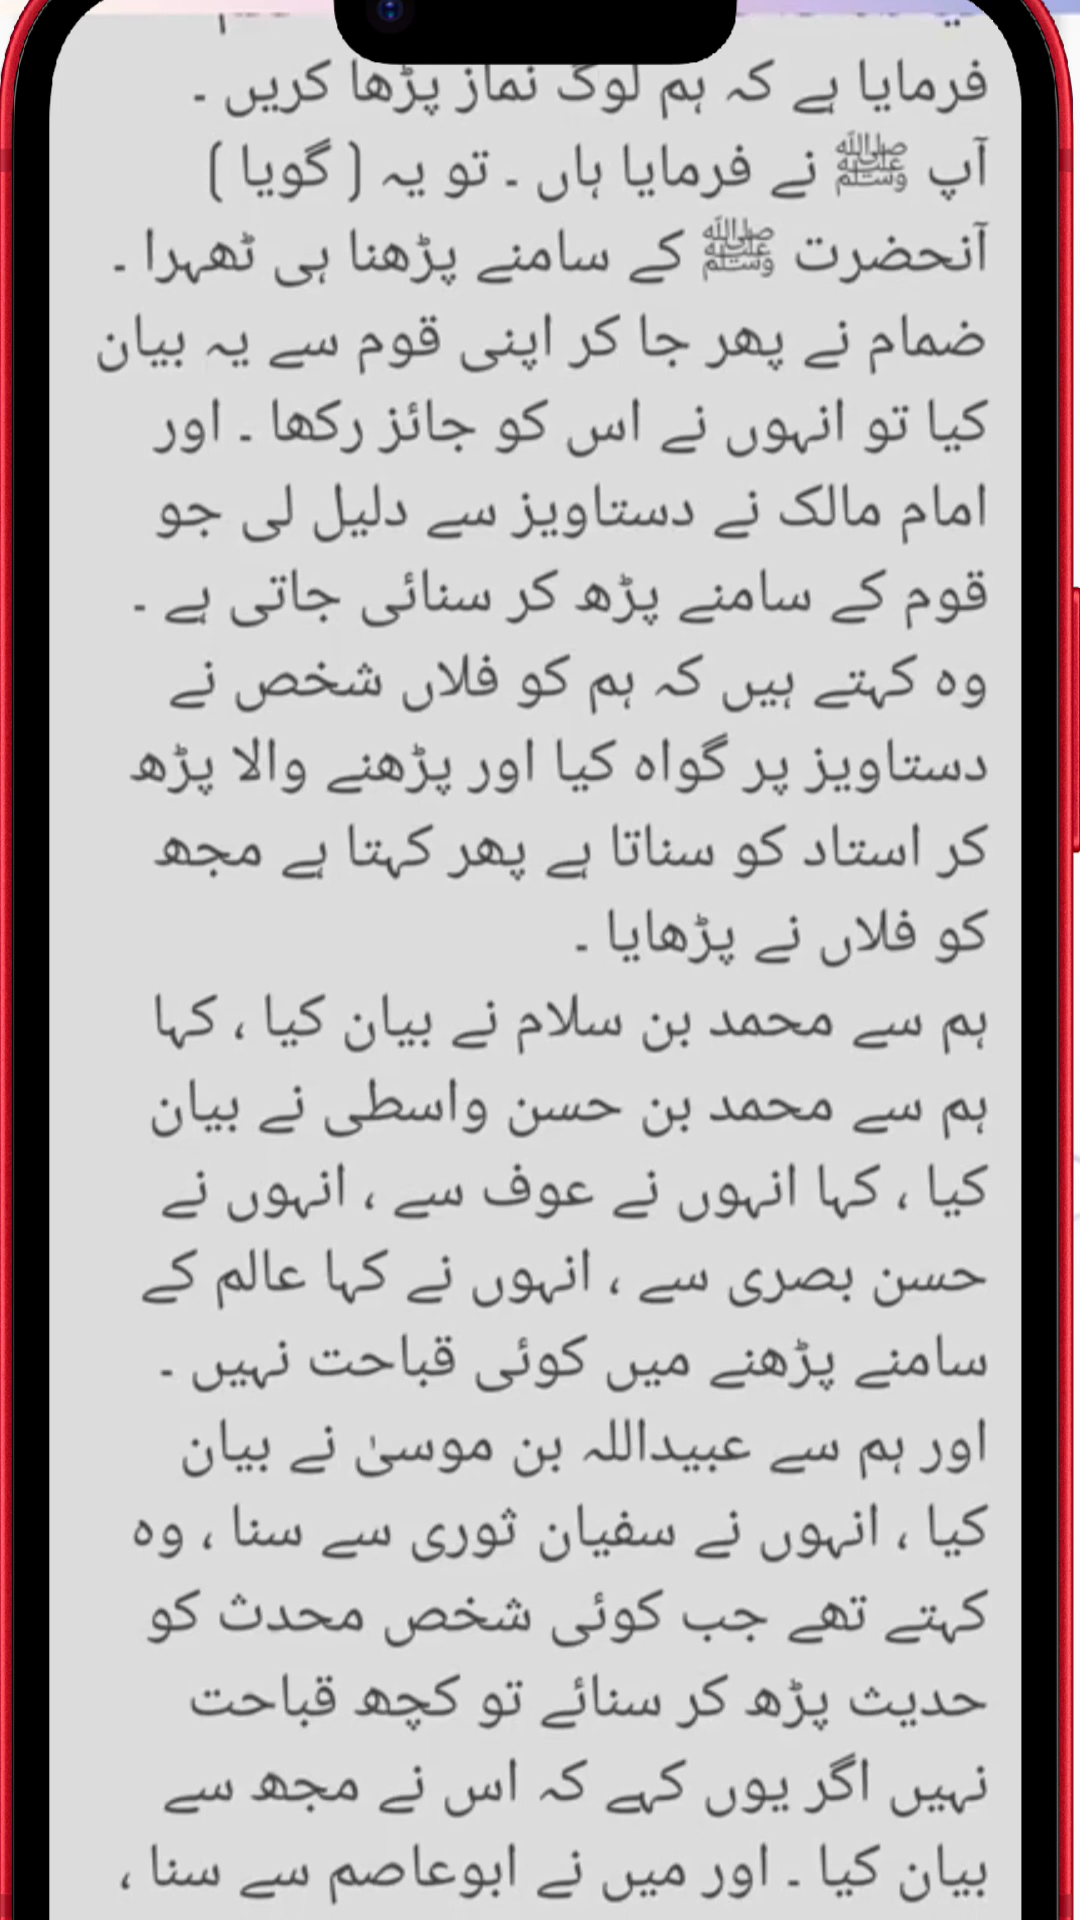 فرمایا ہے کہ ہم لوگ نماز پڑھا کریں ۔
آپ ﷺ نے فرمایا ہاں ۔ تو یہ ( گویا )
آنحضرت ﷺ کے سامنے پڑھنا ہی ٹھہرا ۔
ضمام نے پھر جا کر اپنی قوم سے یہ بیان
کیا تو انہوں نے اس کو جائز رکھا ۔ اور
امام مالک نے دستاویز سے دلیل لی جو
قوم کے سامنے پڑھ کر سنائی جاتی ہے ۔
وہ کہتے ہیں کہ ہم کو فلاں شخص نے
دستاویز پر گواہ کیا اور پڑھنے والا پڑھ
کر استاد کو سناتا ہے پھر کہتا ہے مجھ
کو فلاں نے پڑھایا ۔
ہم سے محمد بن سلام نے بیان کیا ، کہا
ہم سے محمد بن حسن واسطی نے بیان
کیا ، کہا انہوں نے عوف سے ، انہوں نے
حسن بصری سے ، انہوں نے کہا عالم کے
سامنے پڑھنے میں کوئی قباحت نہیں ۔
اور ہم سے عبیداللہ بن موسیٰ نے بیان
کیا ، انہوں نے سفیان ثوری سے سنا ، وہ
کہتے تھے جب کوئی شخص محدث کو
حدیث پڑھ کر سنائے تو کچھ قباحت
نہیں اگر یوں کہے کہ اس نے مجھ سے
بیان کیا ۔ اور میں نے ابوعاصم سے سنا ،